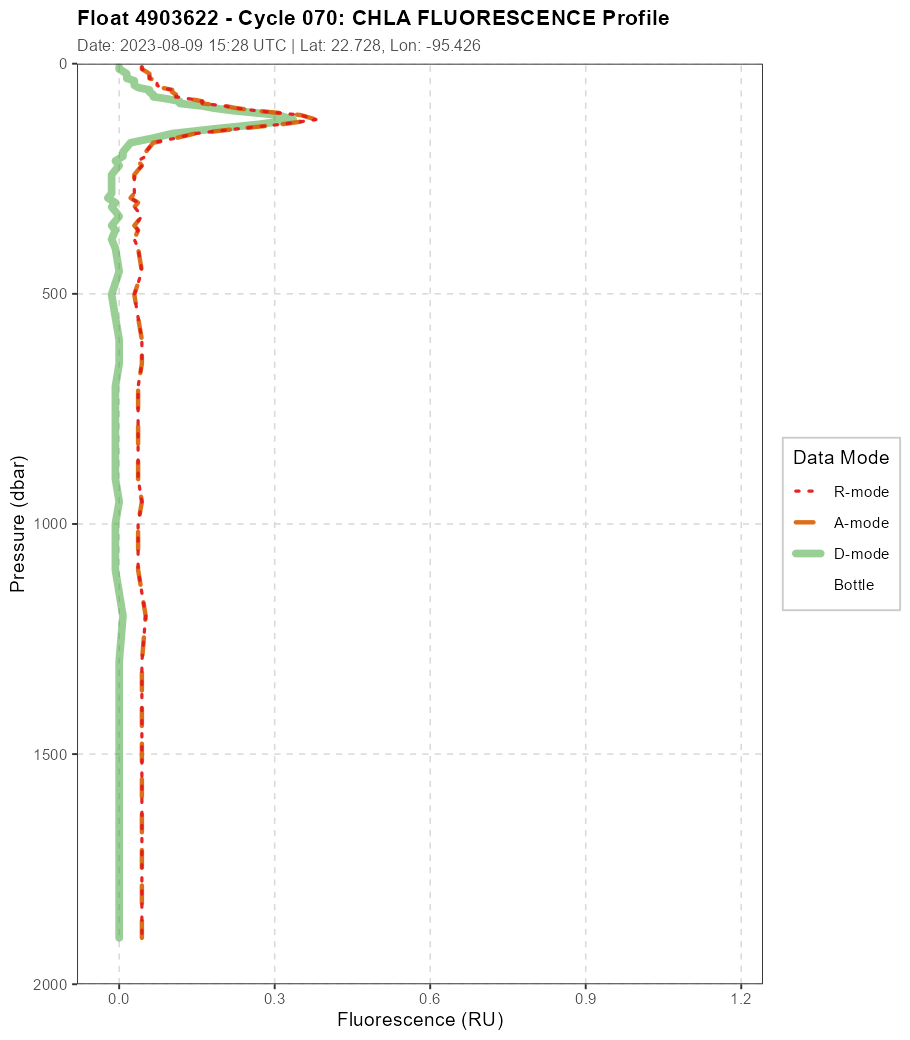 Float 4903622 - Cycle 070: CHLA FLUORESCENCE Profile
Date: 2023-08-09 15:28 UTC | Lat: 22.728, Lon: -95.426
0
500
1000
1500
2000
Pressure (dbar)
0.0
0.3
0.6
0.9
1.2
Fluorescence (RU)
Data Mode
R-mode
A-mode
D-mode
Bottle